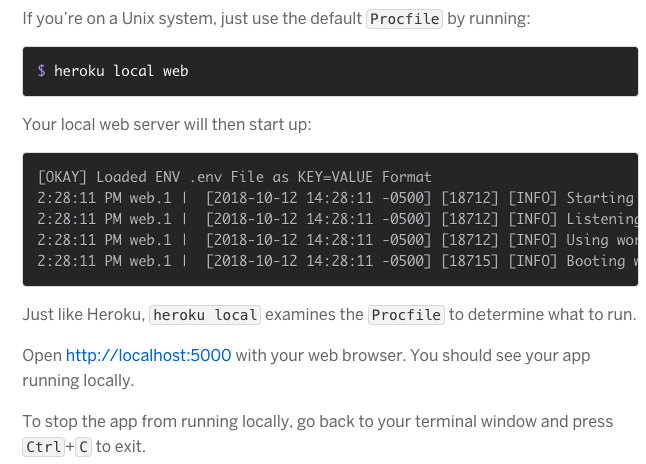 If you’re on a Unix system, just use the default Procfile by running:
$ heroku local web
Your local web server will then start up:
[OKAY] Loaded ENV .env File as KEY=VALUE Format
2:28:11 PM web.1 |  [2018-10-12 14:28:11 -0500] [18712] [INFO] Starting
2:28:11 PM web.1 |  [2018-10-12 14:28:11 -0500] [18712] [INFO] Listening
2:28:11 PM web.1 |  [2018-10-12 14:28:11 -0500] [18712] [INFO] Using
2:28:11 PM web.1 |  [2018-10-12 14:28:11 -0500] [18715] [INFO] Booting
Just like Heroku, heroku local examines the Procfile to determine what to run.
Open http://localhost:5000 with your web browser. You should see your app
running locally.
To stop the app from running locally, go back to your terminal window and press
Ctrl+C to exit.